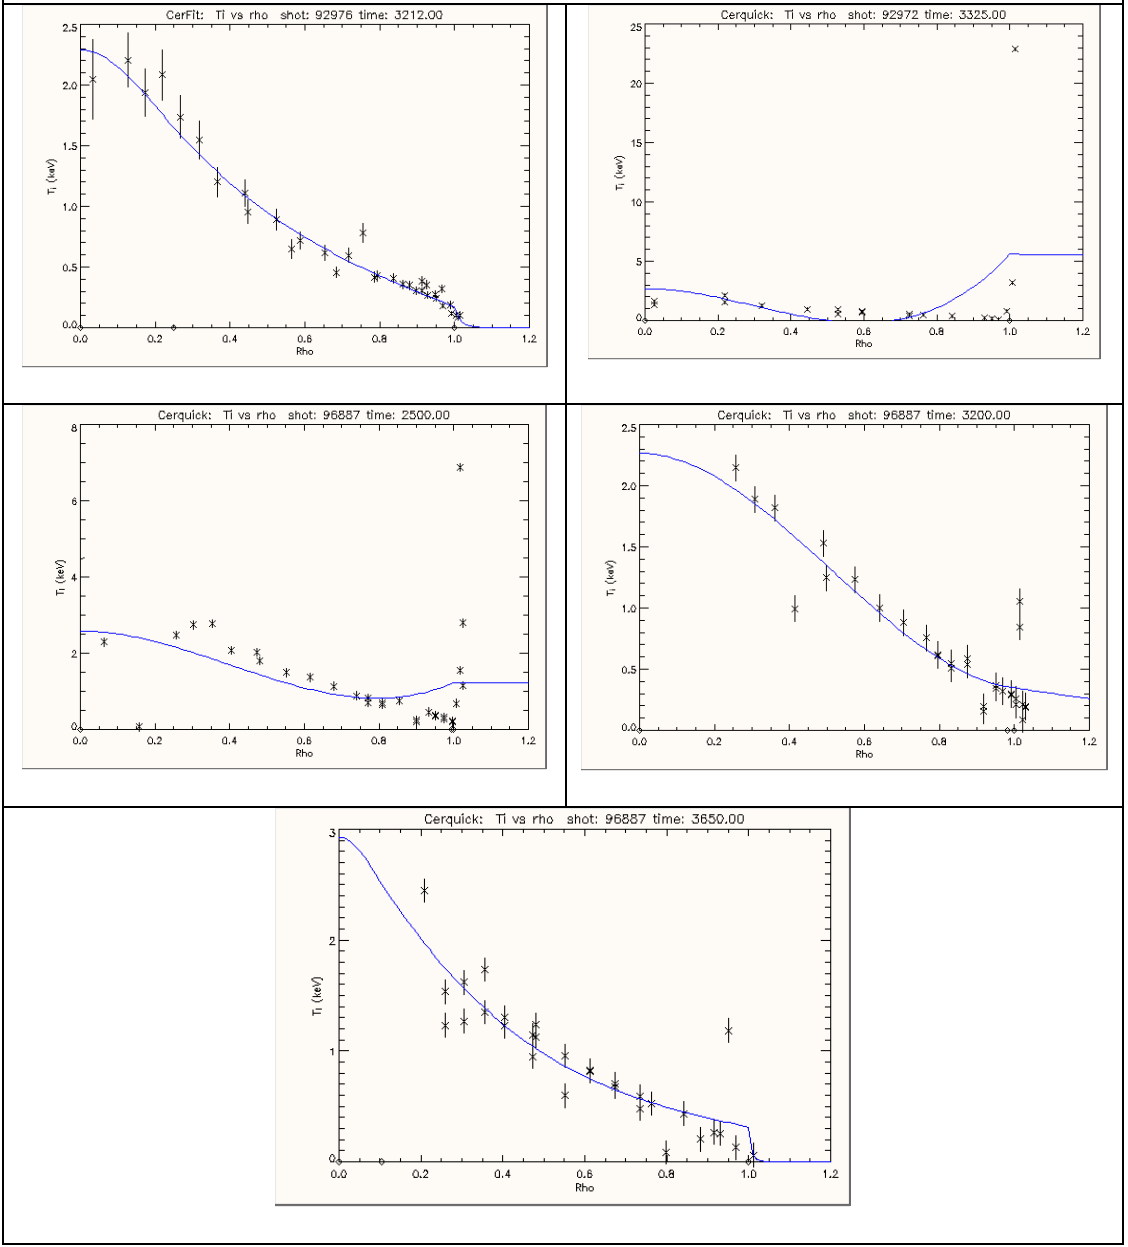 CerFit: Ti vs rho shot: 92976 time: 3212.00
2.5
2.0
1.5
1.0
0.5
0.0
Ti (keV)
0.0 0.2 0.4 0.6 0.8 1.0 1.2
Rho
Cerquick: Ti vs rho shot: 92972 time: 3325.00
25
20
15
10
5
0
Ti (keV)
0.0 0.2 0.4 0.6 0.8 1.0 1.2
Rho
Cerquick: Ti vs rho shot: 96887 time: 2500.00
8
6
4
2
0
Ti (keV)
0.0 0.2 0.4 0.6 0.8 1.0 1.2
Rho
Cerquick: Ti vs rho shot: 96887 time: 3200.00
2.5
2.0
1.5
1.0
0.5
0.0
Ti (keV)
0.0 0.2 0.4 0.6 0.8 1.0 1.2
Rho
Cerquick: Ti vs rho shot: 96887 time: 3650.00
3
2
1
0
Ti (keV)
0.0 0.2 0.4 0.6 0.8 1.0 1.2
Rho